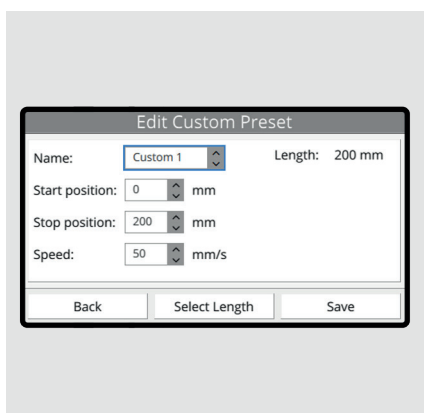 Edit Custom Preset
Name: Custom 1 Length: 200 mm
Start position: 0 mm
Stop position: 200 mm
Speed: 50 mm/s
Back Select Length Save